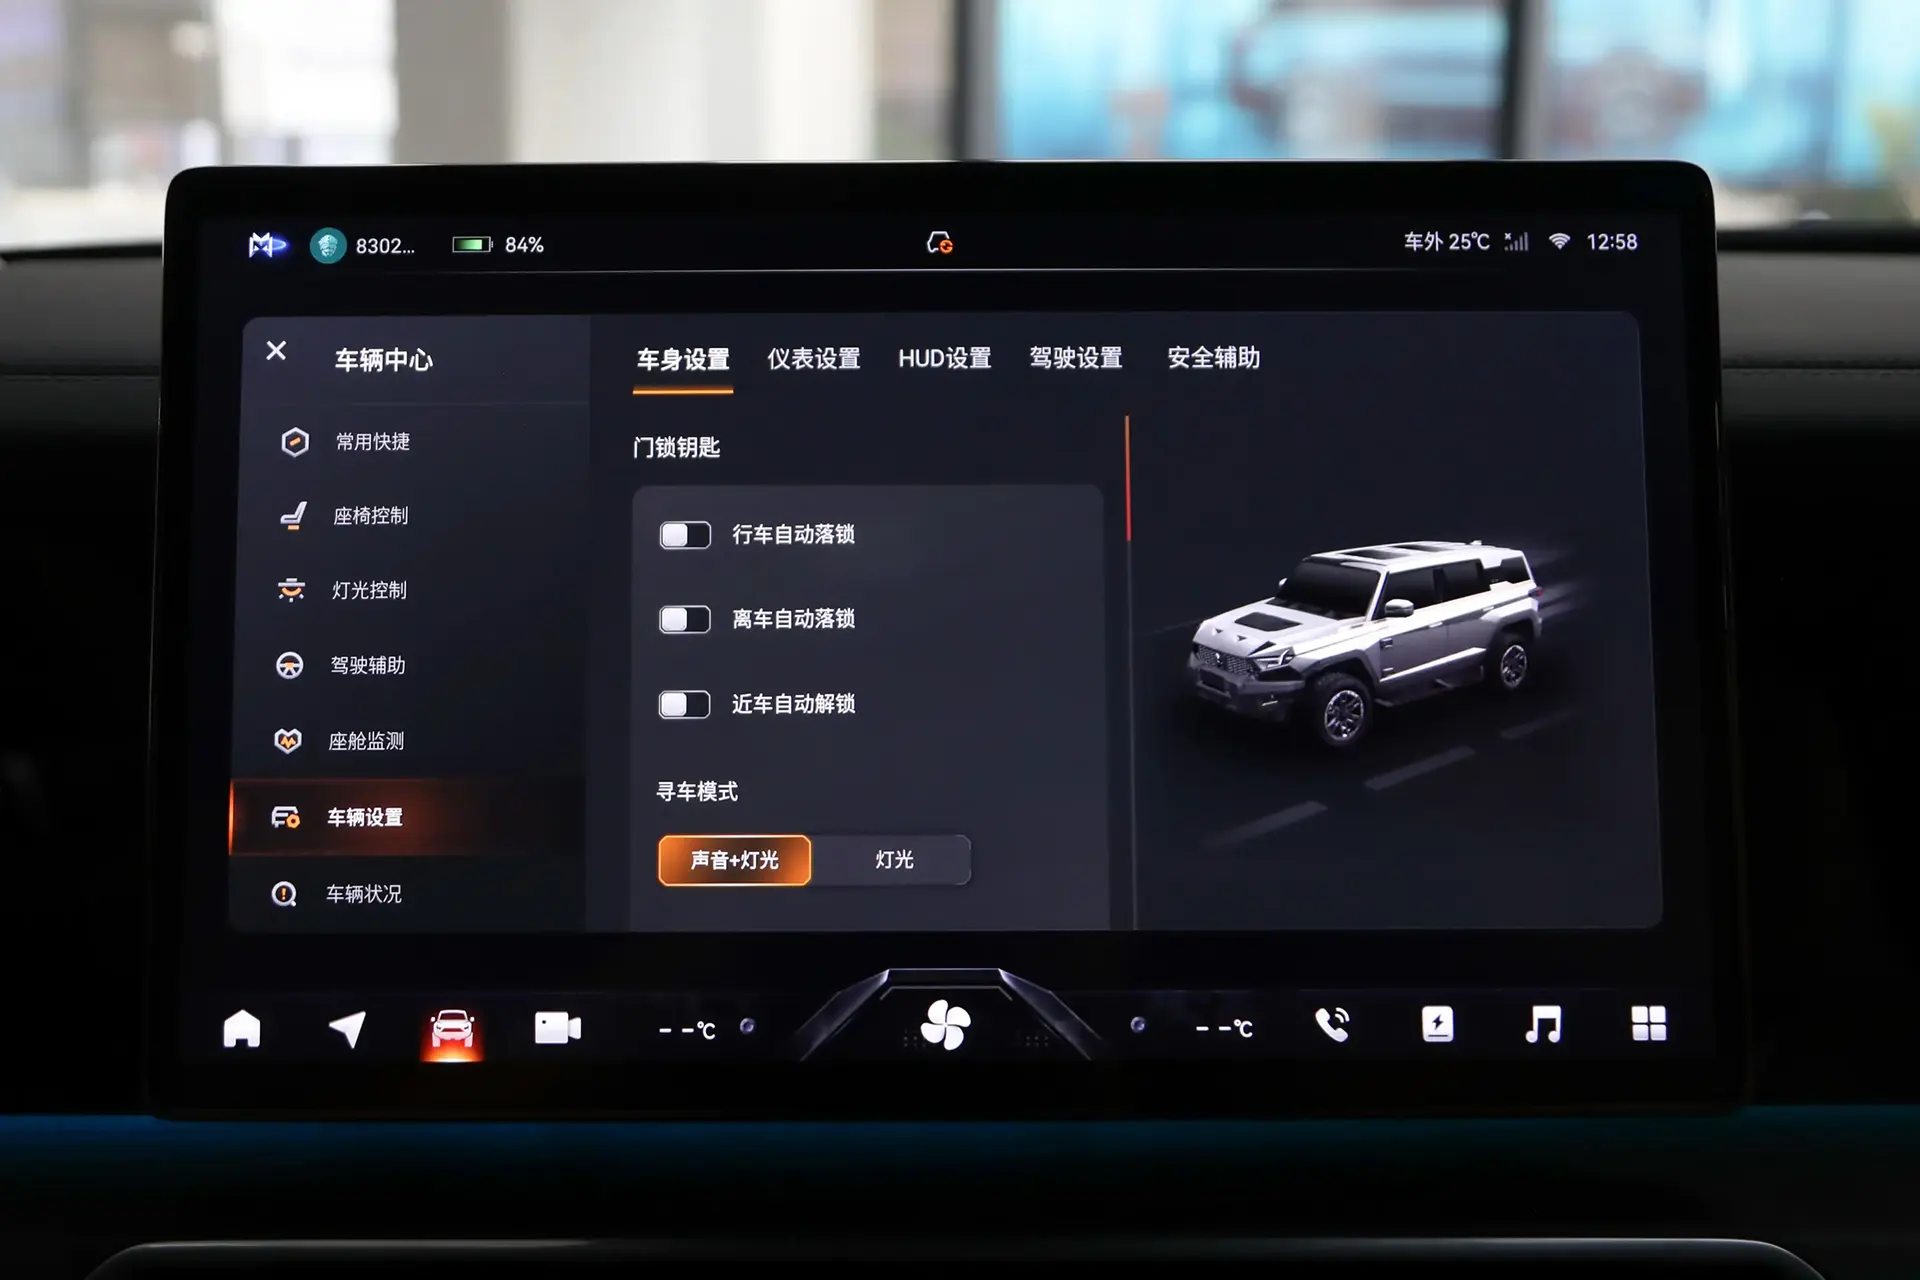 8302... 84% 车外 25℃ 12:58
车辆中心
常用快捷
座椅控制
灯光控制
驾驶辅助
座舱监测
车辆设置
车辆状况
车身设置 仪表设置 HUD设置 驾驶设置 安全辅助
门锁钥匙
行车自动落锁
离车自动落锁
近车自动解锁
寻车模式
声音+灯光 灯光
--℃ --℃